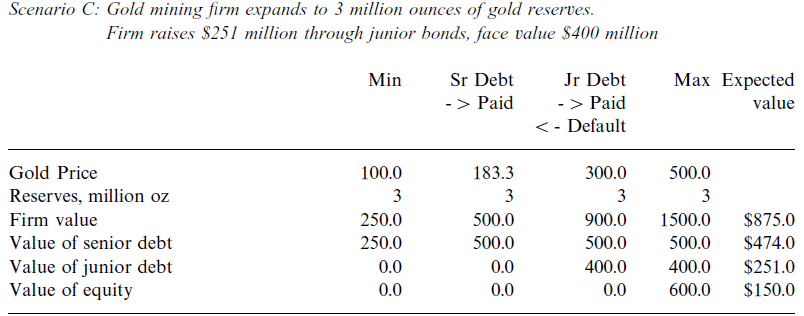 Scenario C: Gold mining firm expands to 3 million ounces of gold reserves.
Firm raises $251 million through junior bonds, face value $400 million
Min Sr Debt Jr Debt Max Expected
- > Paid - > Paid value
< - Default
Gold Price 100.0 183.3 300.0 500.0
Reserves, million oz 3 3 3 3
Firm value 250.0 500.0 900.0 1500.0 $875.0
Value of senior debt 250.0 500.0 500.0 500.0 $474.0
Value of junior debt 0.0 0.0 400.0 400.0 $251.0
Value of equity 0.0 0.0 0.0 600.0 $150.0